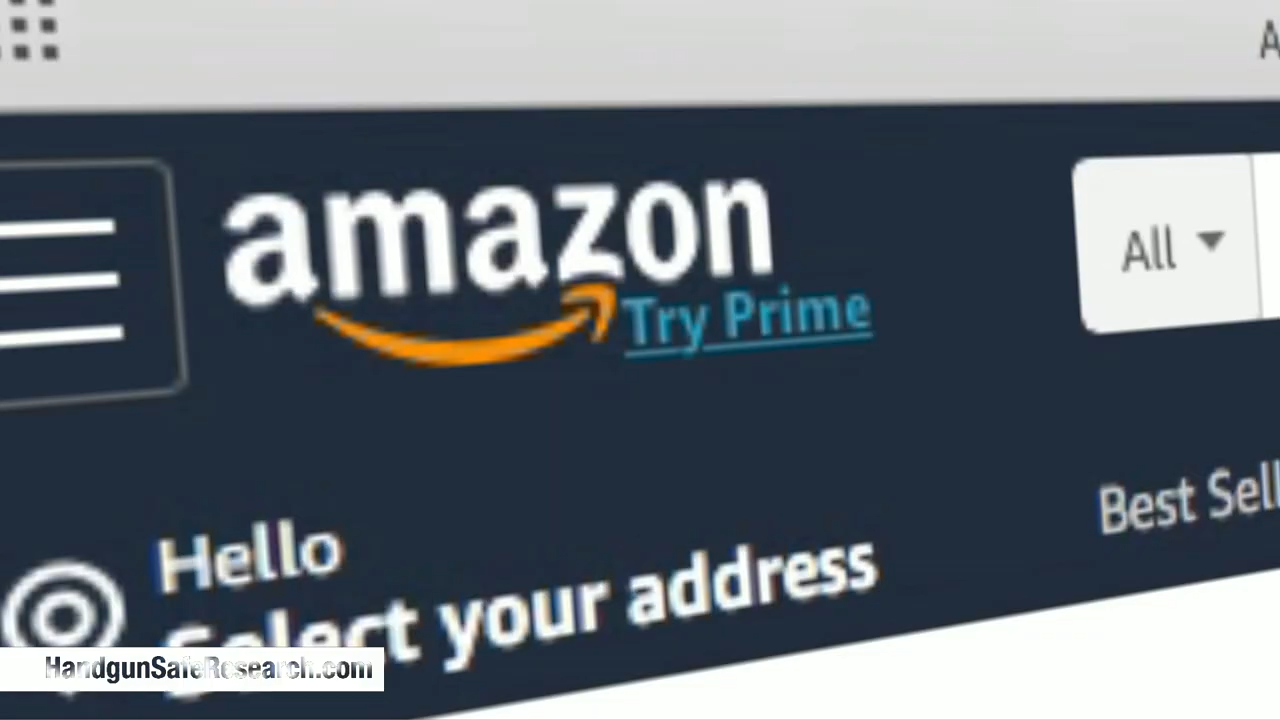 amazon
Try Prime
All
Hello
Select your address
Best Sell
HandgunSafeResearch.com